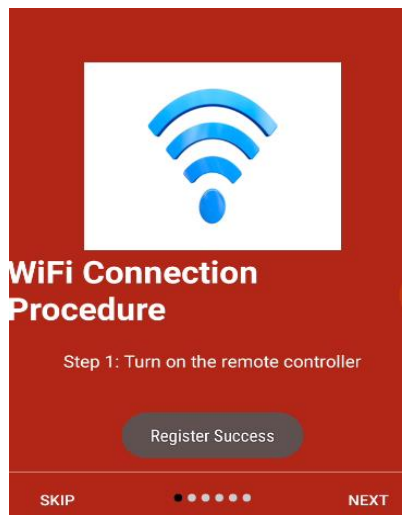 WiFi Connection
Procedure
Step 1: Turn on the remote controller
Register Success
SKIP
NEXT